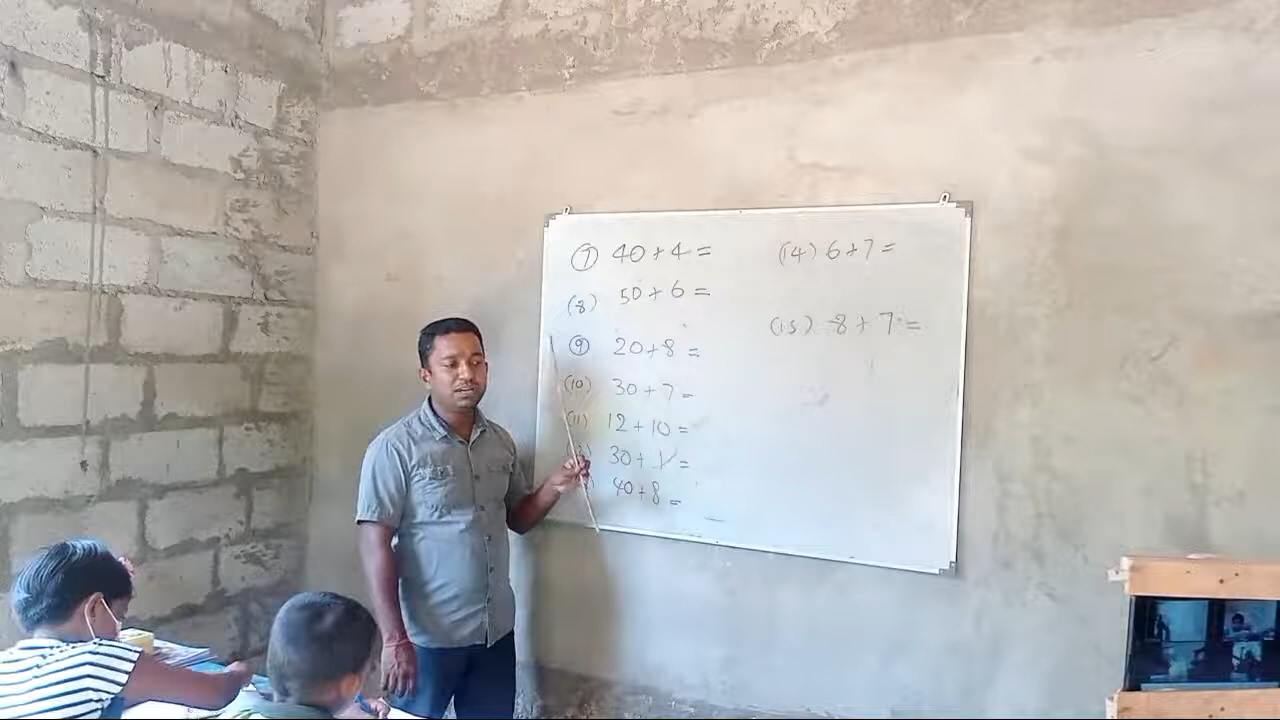 (7) 40 + 4 =
(8) 50 + 6 =
(9) 20 + 8 =
(10) 30 + 7 =
(11) 12 + 10 =
30 + 1 =
40 + 8 =
(14) 6 + 7 =
(15) 8 + 7 =